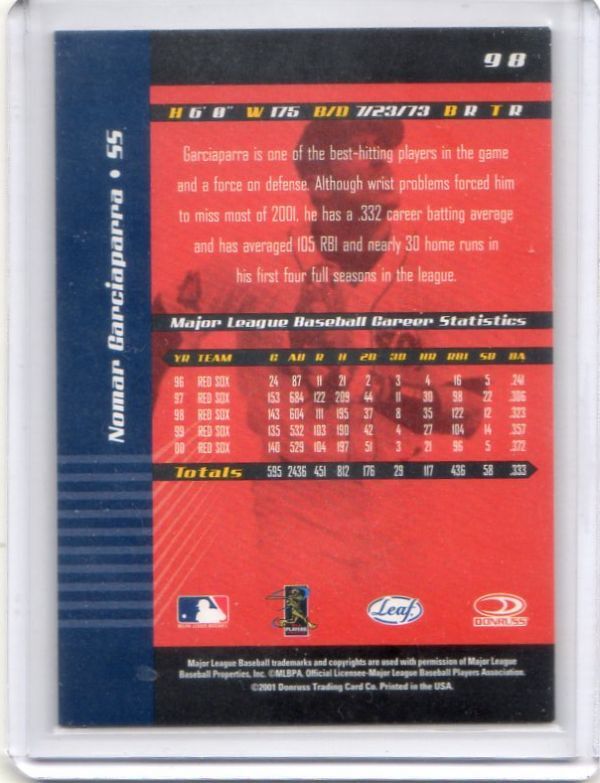 98
H 6' 0" W 175 B/D 7/23/73 B R T R
Nomar Garciaparra • SS
Garciaparra is one of the best-hitting players in the game
and a force on defense. Although wrist problems forced him
to miss most of 2001, he has a .332 career batting average
and has averaged 105 RBI and nearly 30 home runs in
his first four full seasons in the league.
Major League Baseball Career Statistics
YR TEAM G AB R H 2B 3B HR RBI SB BA
96 RED SOX 24 87 11 21 2 3 4 16 5 .241
97 RED SOX 153 684 122 209 44 11 30 98 22 .306
98 RED SOX 143 604 111 195 37 8 35 122 12 .323
99 RED SOX 135 532 103 190 42 4 27 104 14 .357
00 RED SOX 140 529 104 197 51 3 21 96 5 .372
Totals 595 2436 451 812 176 29 117 436 58 .333
PLAYERS
Leaf
DONRUSS
Major League Baseball trademarks and copyrights are used with permission of Major League
Baseball Properties, Inc. ©MLBPA. Official Licensee-Major League Baseball Players Association.
©2001 Donruss Trading Card Co. Printed in the USA.